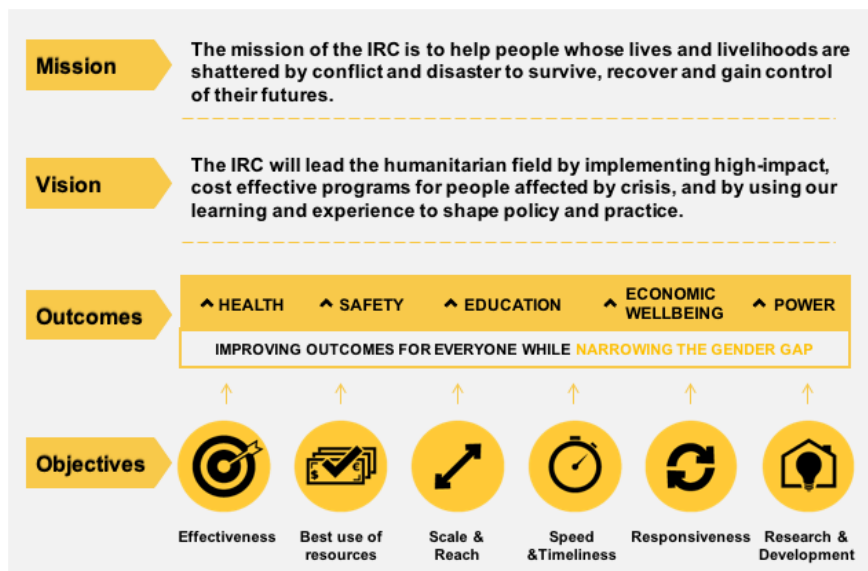 Mission
The mission of the IRC is to help people whose lives and livelihoods are
shattered by conflict and disaster to survive, recover and gain control
of their futures.
Vision
The IRC will lead the humanitarian field by implementing high-impact,
cost effective programs for people affected by crisis, and by using our
learning and experience to shape policy and practice.
Outcomes
HEALTH
SAFETY
EDUCATION
ECONOMIC
WELLBEING
POWER
IMPROVING OUTCOMES FOR EVERYONE WHILE NARROWING THE GENDER GAP
Objectives
$ €
Effectiveness
Best use of
resources
Scale &
Reach
Speed
&Timeliness
Responsiveness
Research &
Development